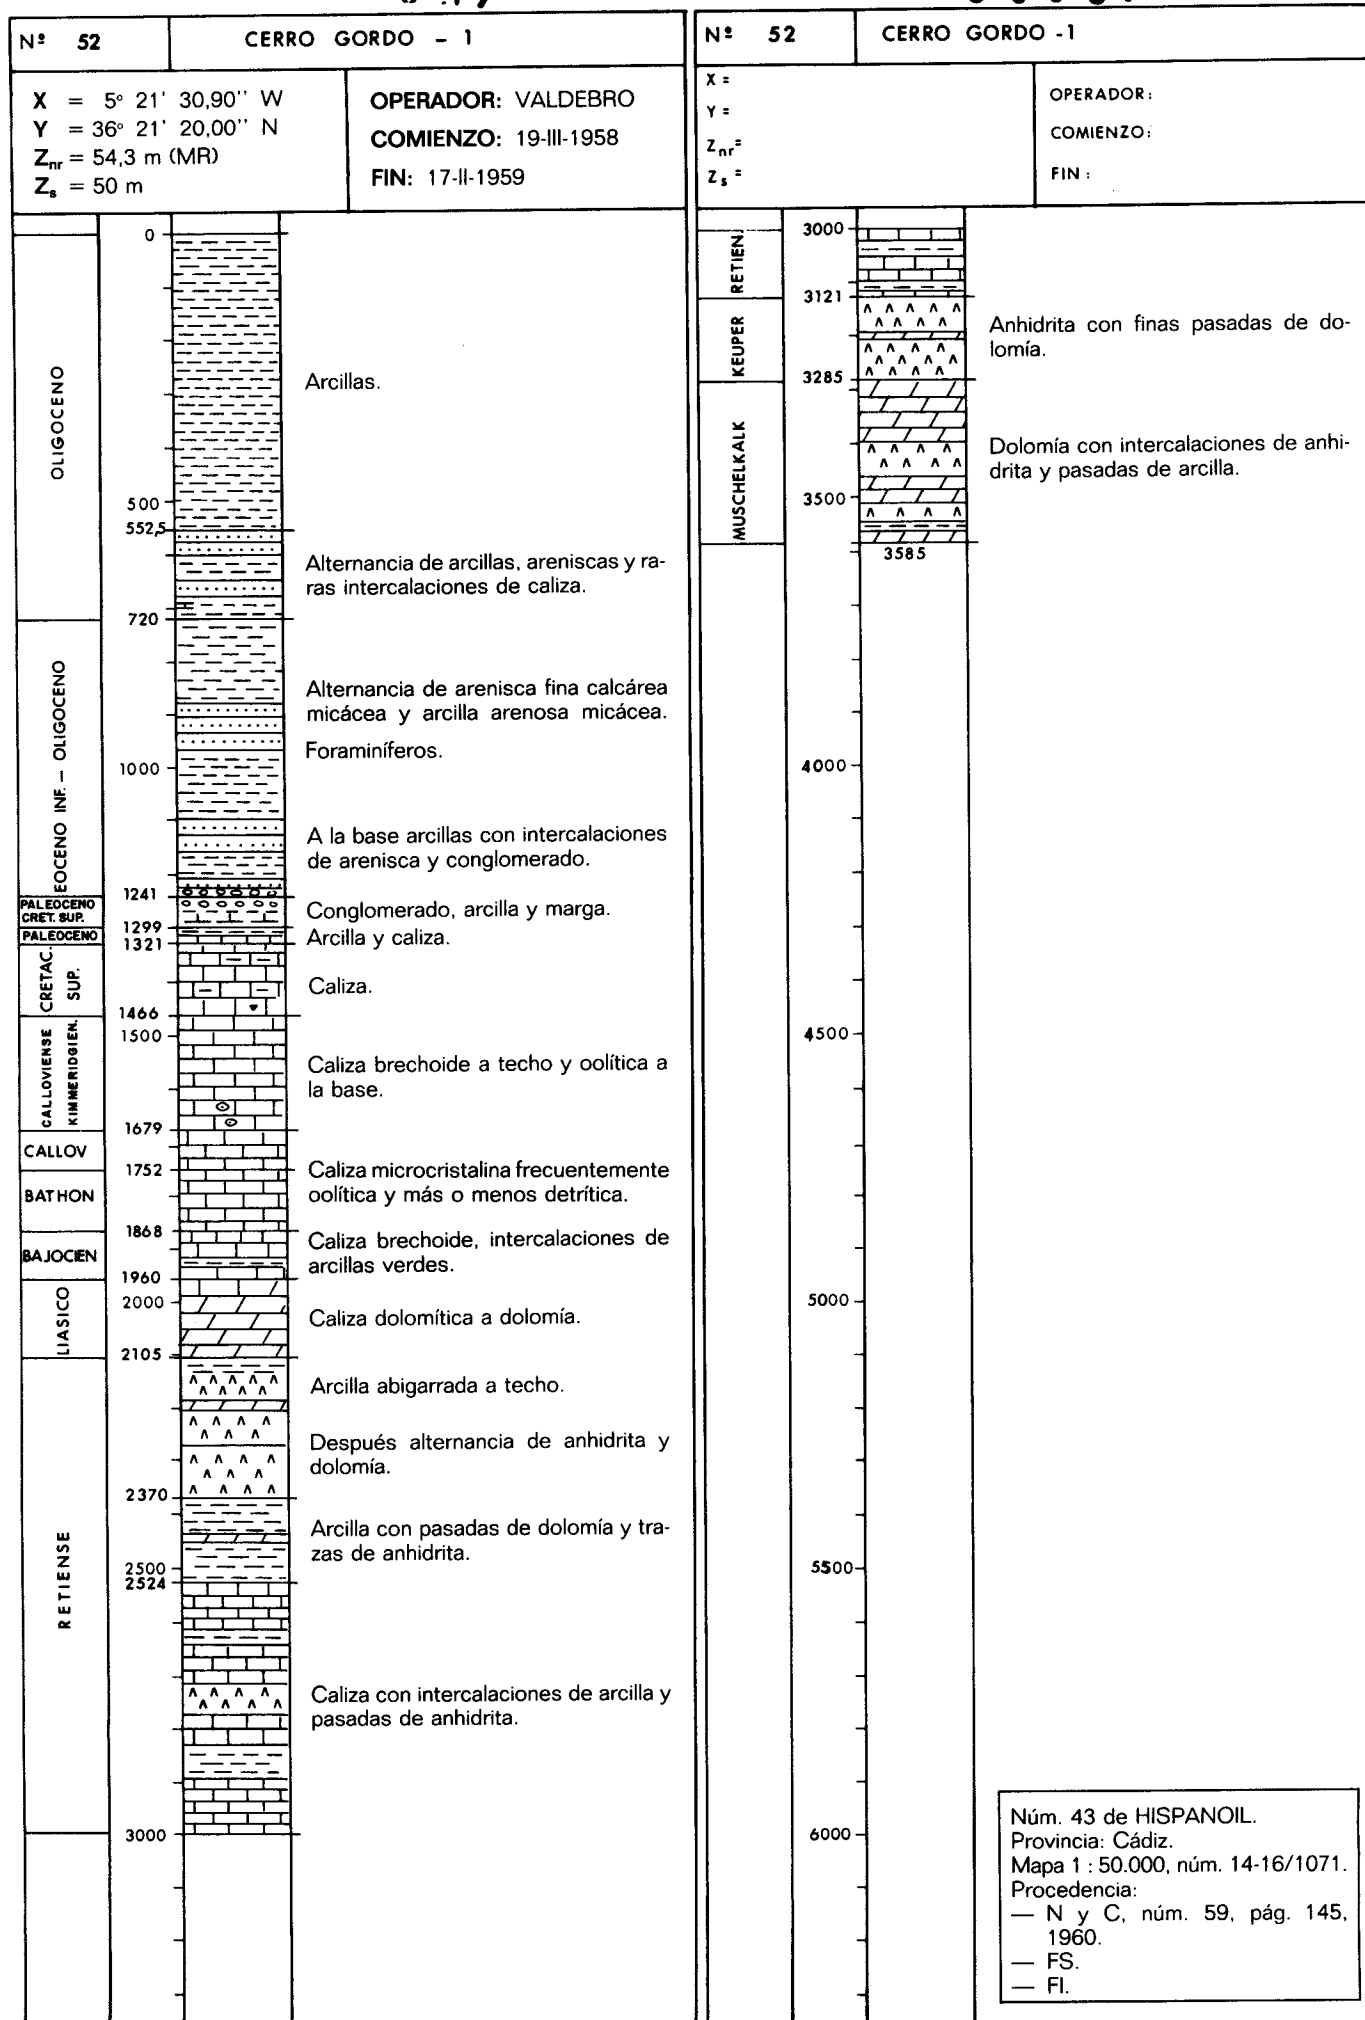 Nº 52 CERRO GORDO – 1
X = 5° 21' 30,90'' W
Y = 36° 21' 20,00'' N
Znr = 54,3 m (MR)
Zs = 50 m
OPERADOR: VALDEBRO
COMIENZO: 19-III-1958
FIN: 17-II-1959
0
OLIGOCENO
Arcillas.
500
552,5
Alternancia de arcillas, areniscas y ra-
ras intercalaciones de caliza.
720
EOCENO INF. – OLIGOCENO
Alternancia de arenisca fina calcárea
micácea y arcilla arenosa micácea.
Foraminíferos.
1000
A la base arcillas con intercalaciones
de arenisca y conglomerado.
1241
PALEOCENO
CRET. SUP.
Conglomerado, arcilla y marga.
1299
PALEOCENO
Arcilla y caliza.
1321
CRETAC.
SUP.
Caliza.
1466
1500
CALLOVIENSE
KIMMERIDGIEN.
Caliza brechoide a techo y oolítica a
la base.
1679
CALLOV
1752
BATHON
Caliza microcristalina frecuentemente
oolítica y más o menos detrítica.
1868
BAJOCIEN
Caliza brechoide, intercalaciones de
arcillas verdes.
1960
2000
LIASICO
Caliza dolomítica a dolomía.
2105
Arcilla abigarrada a techo.
Después alternancia de anhidrita y
dolomía.
2370
RETIENSE
Arcilla con pasadas de dolomía y tra-
zas de anhidrita.
2500
2524
Caliza con intercalaciones de arcilla y
pasadas de anhidrita.
3000
Nº 52 CERRO GORDO -1
X =
Y =
Znr=
Zs =
OPERADOR:
COMIENZO:
FIN :
3000
RETIEN.
3121
KEUPER
Anhidrita con finas pasadas de do-
lomía.
3285
MUSCHELKALK
Dolomía con intercalaciones de anhi-
drita y pasadas de arcilla.
3500
3585
4000
4500
5000
5500
6000
Núm. 43 de HISPANOIL.
Provincia: Cádiz.
Mapa 1 : 50.000, núm. 14-16/1071.
Procedencia:
— N y C, núm. 59, pág. 145,
1960.
— FS.
— FI.